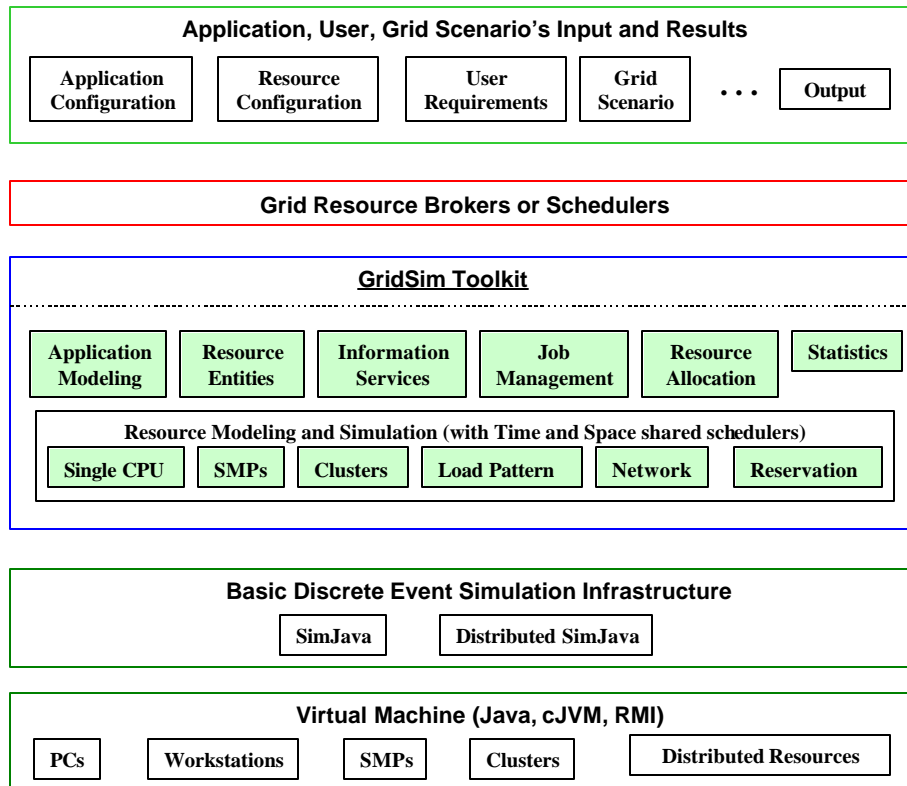 Application, User, Grid Scenario's Input and Results
Application Configuration
Resource Configuration
User Requirements
Grid Scenario
. . .
Output
Grid Resource Brokers or Schedulers
GridSim Toolkit
Application Modeling
Resource Entities
Information Services
Job Management
Resource Allocation
Statistics
Resource Modeling and Simulation (with Time and Space shared schedulers)
Single CPU
SMPs
Clusters
Load Pattern
Network
Reservation
Basic Discrete Event Simulation Infrastructure
SimJava
Distributed SimJava
Virtual Machine (Java, cJVM, RMI)
PCs
Workstations
SMPs
Clusters
Distributed Resources